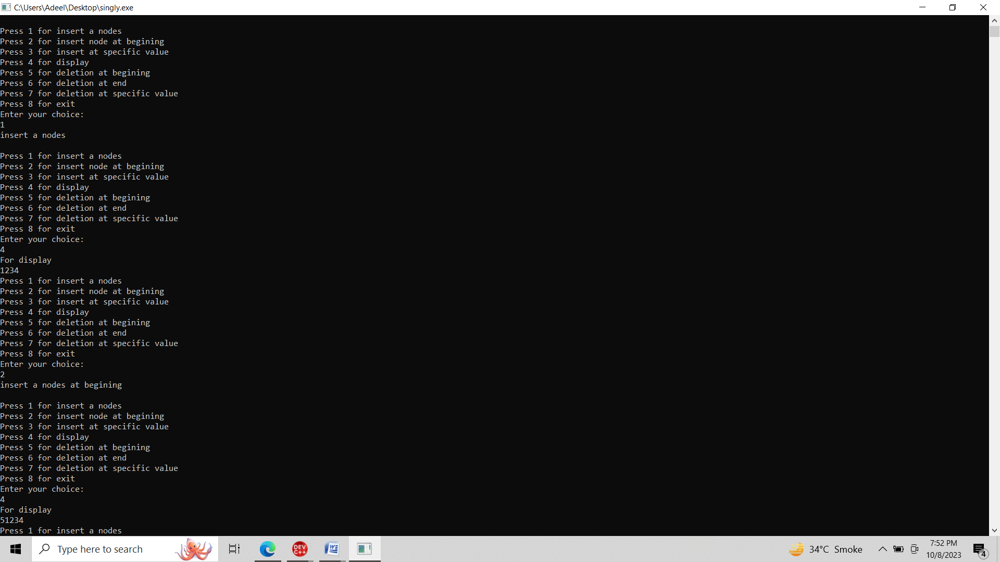 C:\Users\Adeel\Desktop\singly.exe
Press 1 for insert a nodes
Press 2 for insert node at begining
Press 3 for insert at specific value
Press 4 for display
Press 5 for deletion at begining
Press 6 for deletion at end
Press 7 for deletion at specific value
Press 8 for exit
Enter your choice:
1
insert a nodes
Press 1 for insert a nodes
Press 2 for insert node at begining
Press 3 for insert at specific value
Press 4 for display
Press 5 for deletion at begining
Press 6 for deletion at end
Press 7 for deletion at specific value
Press 8 for exit
Enter your choice:
4
For display
1234
Press 1 for insert a nodes
Press 2 for insert node at begining
Press 3 for insert at specific value
Press 4 for display
Press 5 for deletion at begining
Press 6 for deletion at end
Press 7 for deletion at specific value
Press 8 for exit
Enter your choice:
2
insert a nodes at begining
Press 1 for insert a nodes
Press 2 for insert node at begining
Press 3 for insert at specific value
Press 4 for display
Press 5 for deletion at begining
Press 6 for deletion at end
Press 7 for deletion at specific value
Press 8 for exit
Enter your choice:
4
For display
51234
Press 1 for insert a nodes
Type here to search
DEV
C++
W
34°C Smoke
7:52 PM
10/8/2023
4